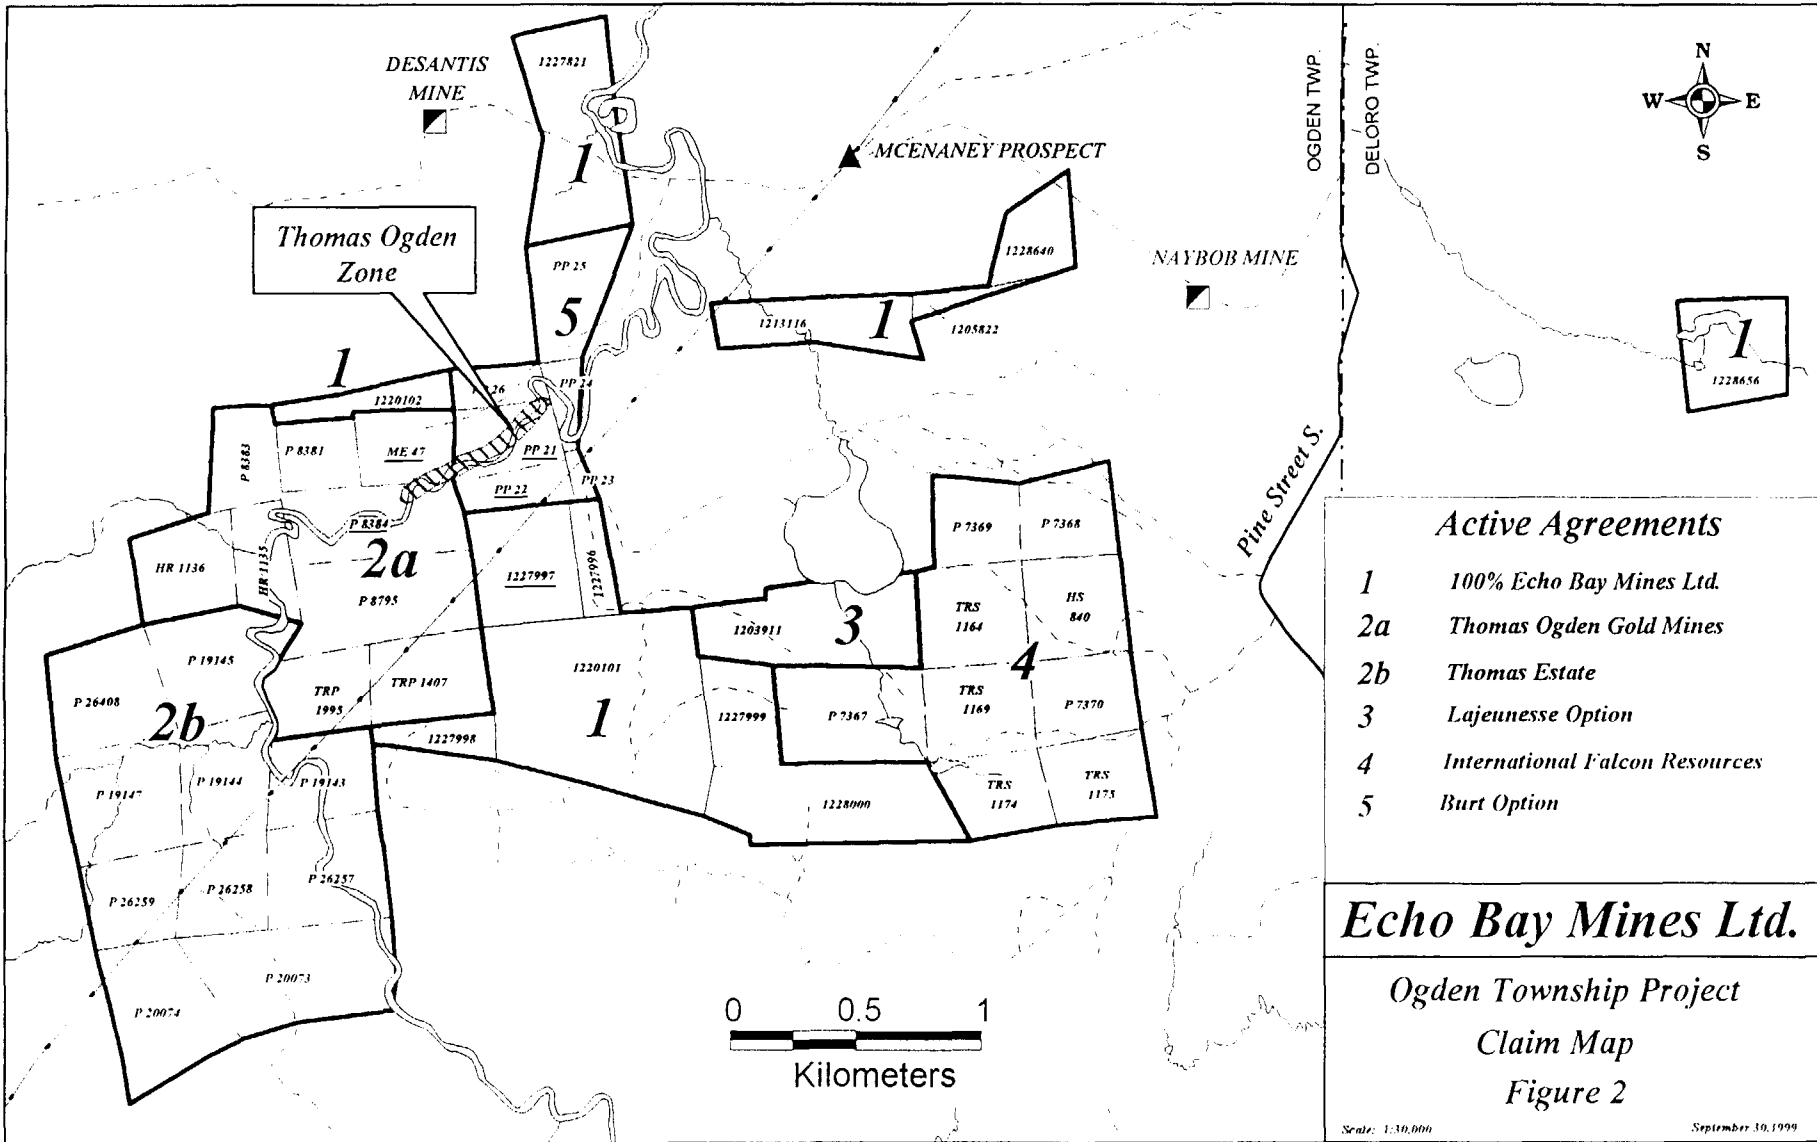 DESANTIS
MINE
1227821
1
MCENANEY PROSPECT
OGDEN TWP.
DELORO TWP.
N
W
E
S
Thomas Ogden
Zone
PP 25
5
1228640
NAYBOB MINE
1213116
1
1205822
1
1228656
1
1220102
PP 26
PP 24
P 8383
P 8381
ME 47
PP 21
PP 22
PP 23
P 8384
2a
HR 1136
HR 1135
P 8795
1227997
1227996
Pine Street S.
P 7369
P 7368
TRS
1164
HS
840
4
TRS
1169
P 7370
TRS
1174
TRS
1175
1203911
3
P 7367
1220101
1
1227999
1228000
1227998
P 19145
P 26408
2b
TRP
1995
TRP 1407
P 19147
P 19144
P 19143
P 26259
P 26258
P 26257
P 20073
P 20074
0 0.5 1
Kilometers
Active Agreements
1 100% Echo Bay Mines Ltd.
2a Thomas Ogden Gold Mines
2b Thomas Estate
3 Lajeunesse Option
4 International Falcon Resources
5 Burt Option
Echo Bay Mines Ltd.
Ogden Township Project
Claim Map
Figure 2
Scale: 1:30,000
September 30,1999